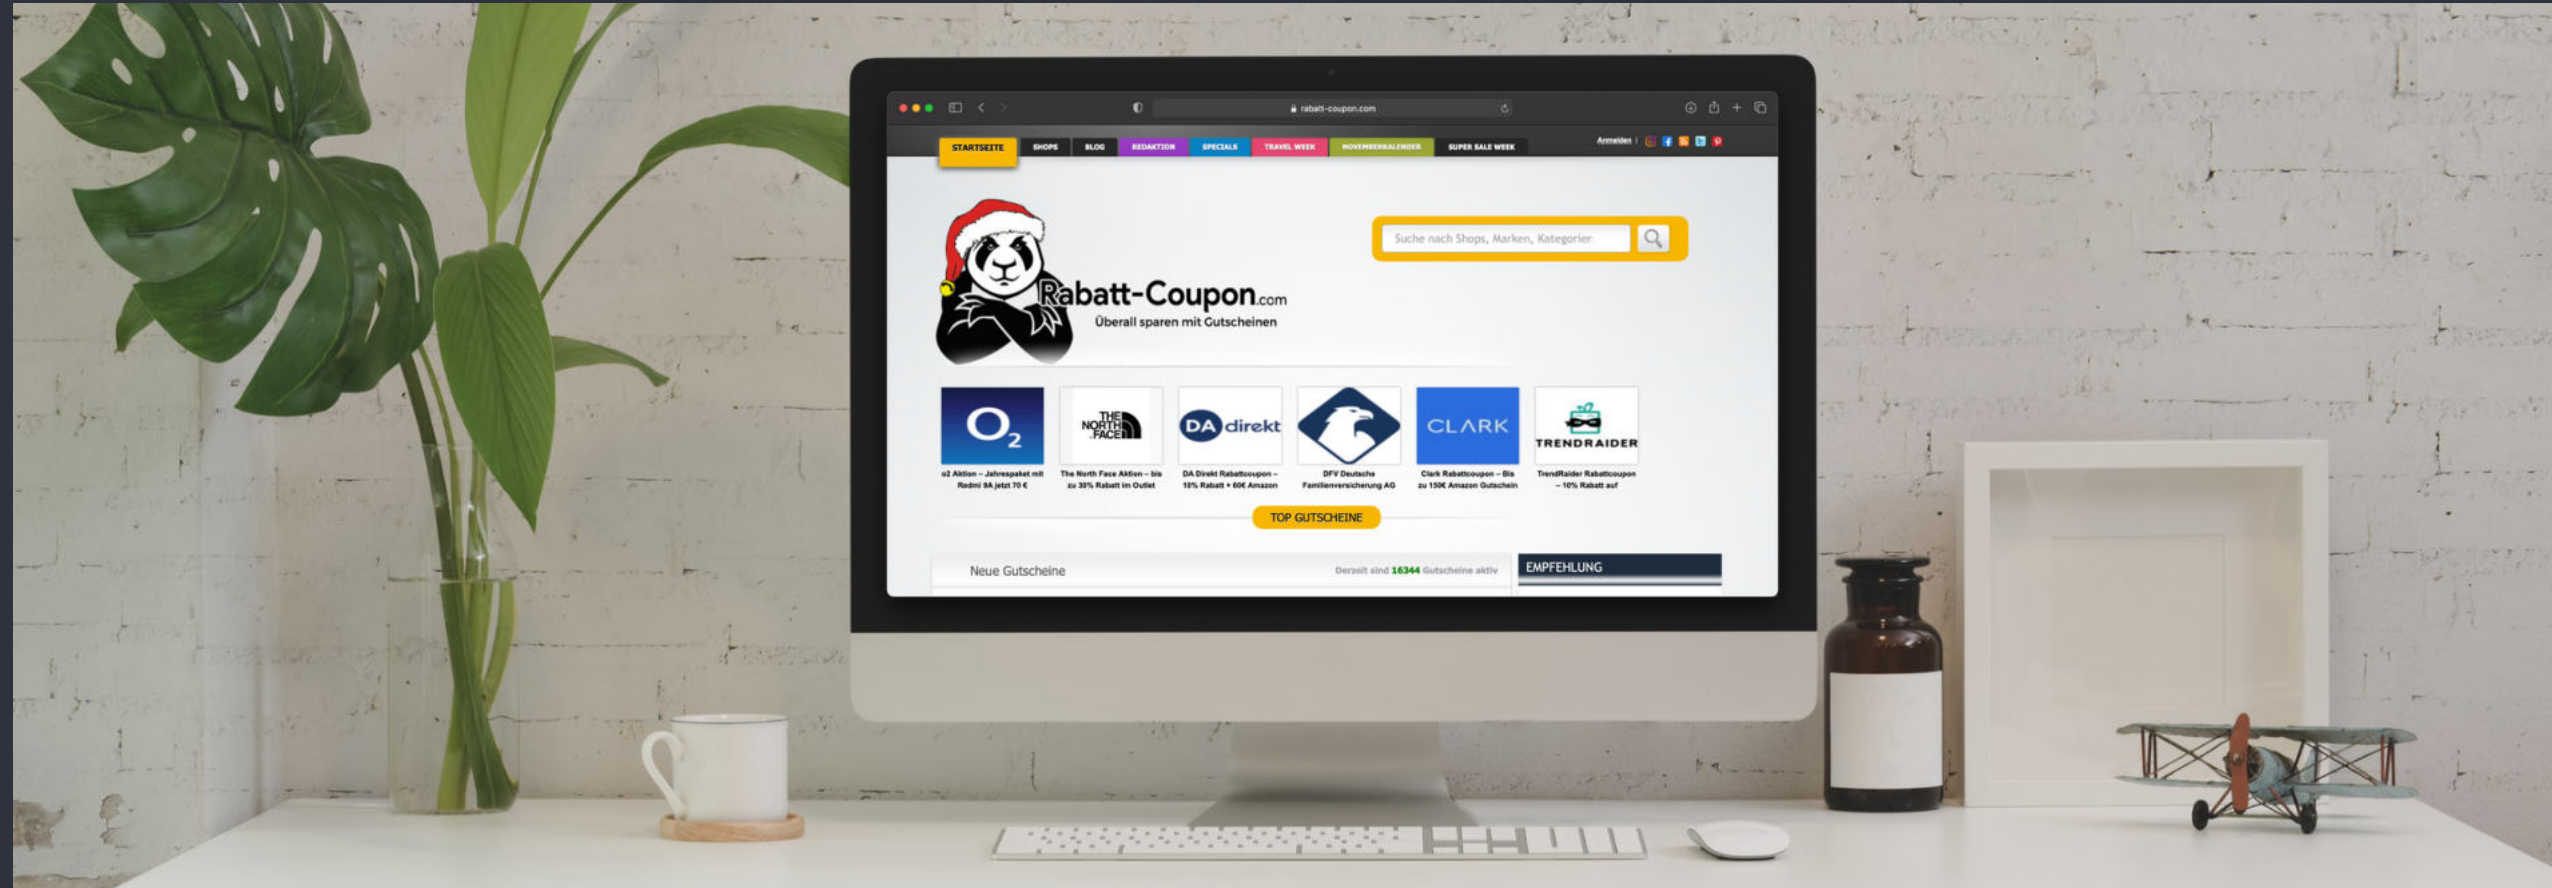 rabatt-coupon.com
STARTSEITE SHOPS BLOG REDAKTION SPECIALS TRAVEL WEEK NOVEMBERKALENDER SUPER SALE WEEK Anmelden |
Suche nach Shops, Marken, Kategorien
Rabatt-Coupon.com
Überall sparen mit Gutscheinen
O2
THE
NORTH
FACE
DA direkt
CLARK
TRENDRAIDER
o2 Aktion – Jahrespaket mit
Redmi 9A jetzt 70 €
The North Face Aktion – bis
zu 30% Rabatt im Outlet
DA Direkt Rabattcoupon –
10% Rabatt + 60€ Amazon
DFV Deutsche
Familienversicherung AG
Clark Rabattcoupon – Bis
zu 150€ Amazon Gutschein
TrendRaider Rabattcoupon
– 10% Rabatt auf
TOP GUTSCHEINE
Neue Gutscheine
Derzeit sind 16344 Gutscheine aktiv
EMPFEHLUNG